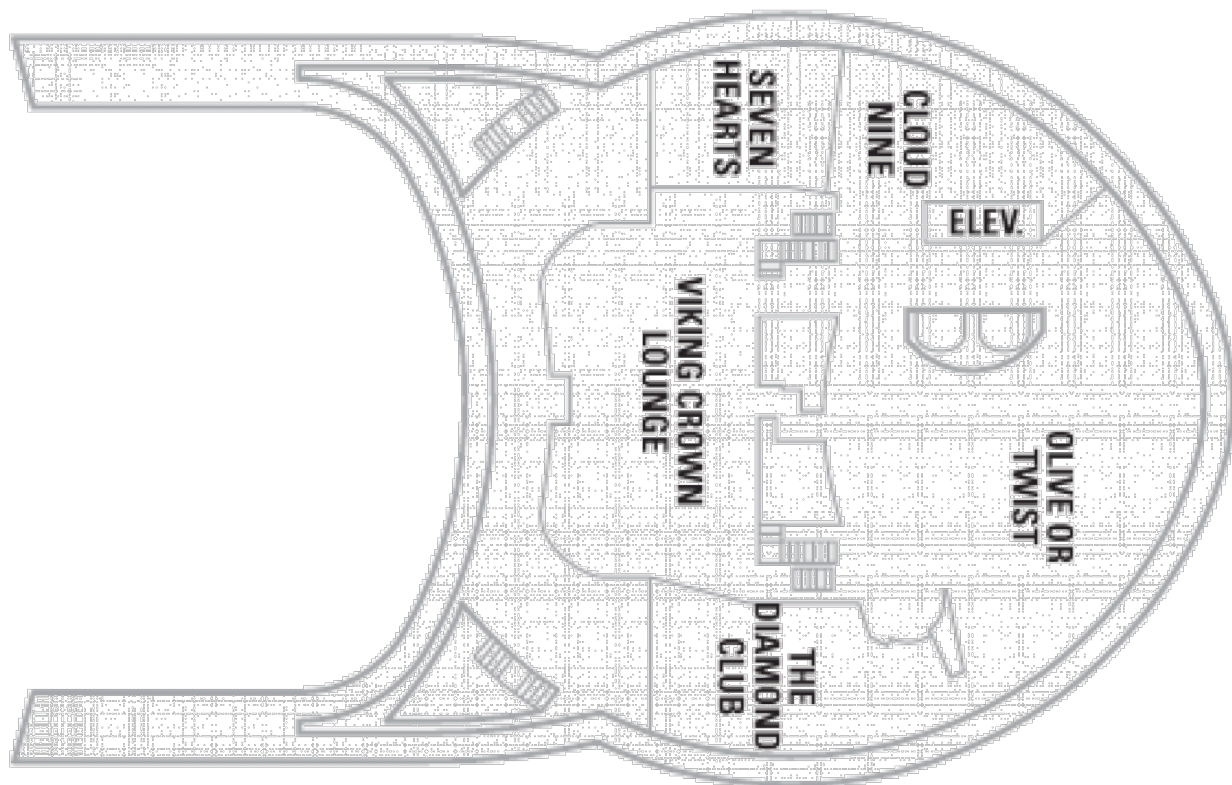 SEVEN
HEARTS
CLOUD
NINE
ELEV.
VIKING CROWN
LOUNGE
OLIVE OR
TWIST
THE
DIAMOND
CLUB